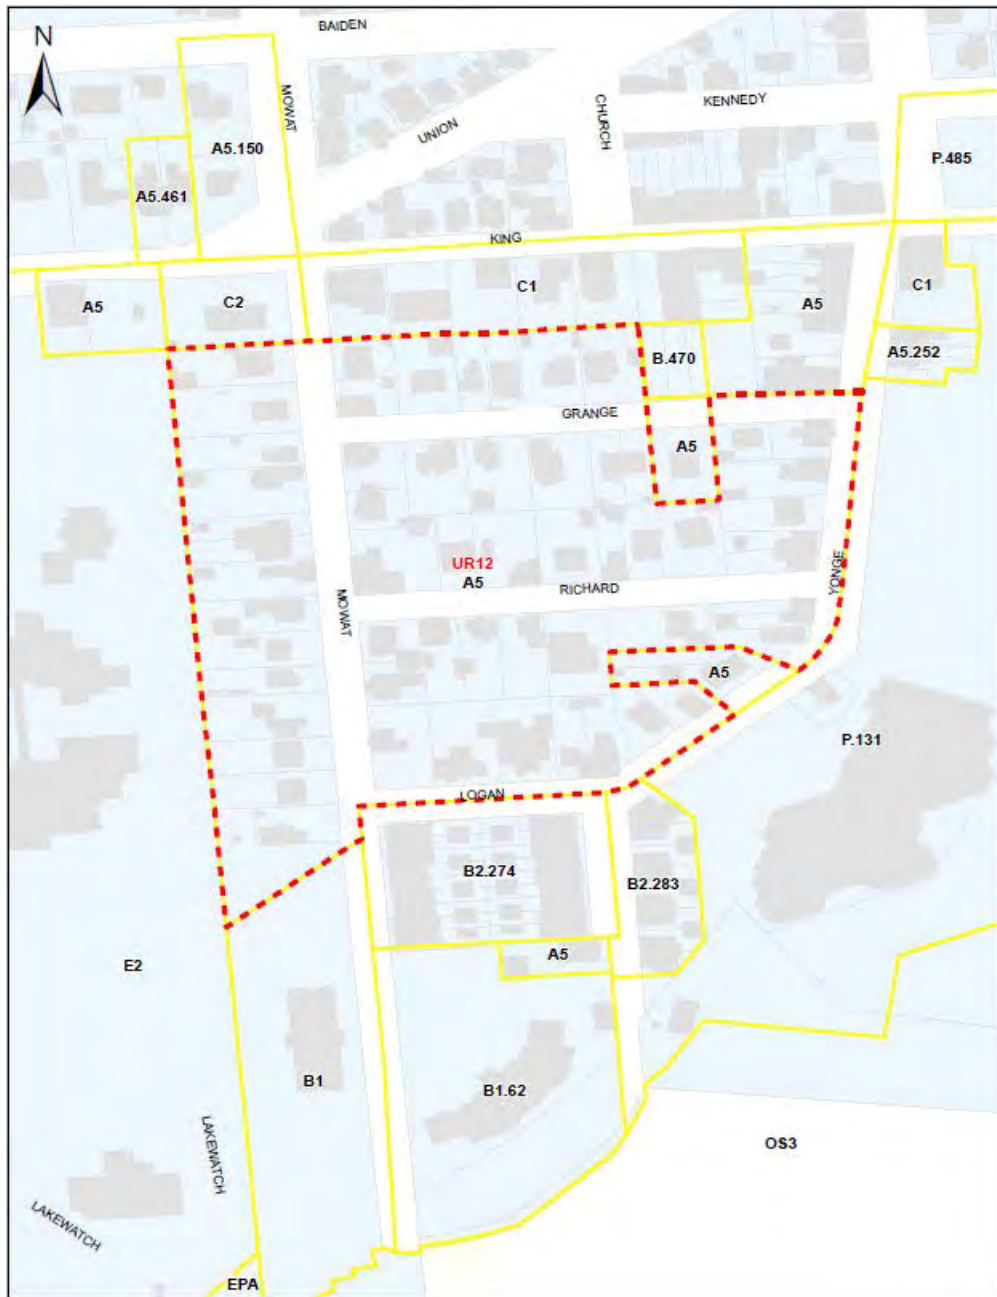 BAIDEN
N
MOWAT
KENNEDY
CHURCH
UNION
A5.150
P.485
A5.461
KING
C1
C1
C2
A5
A5
A5.252
B.470
GRANGE
A5
UR12
A5
RICHARD
YONGE
MOWAT
A5
P.131
LOGAN
B2.274
B2.283
A5
E2
B1
B1.62
OS3
LAKEWATCH
LAKEWATCH
EPA